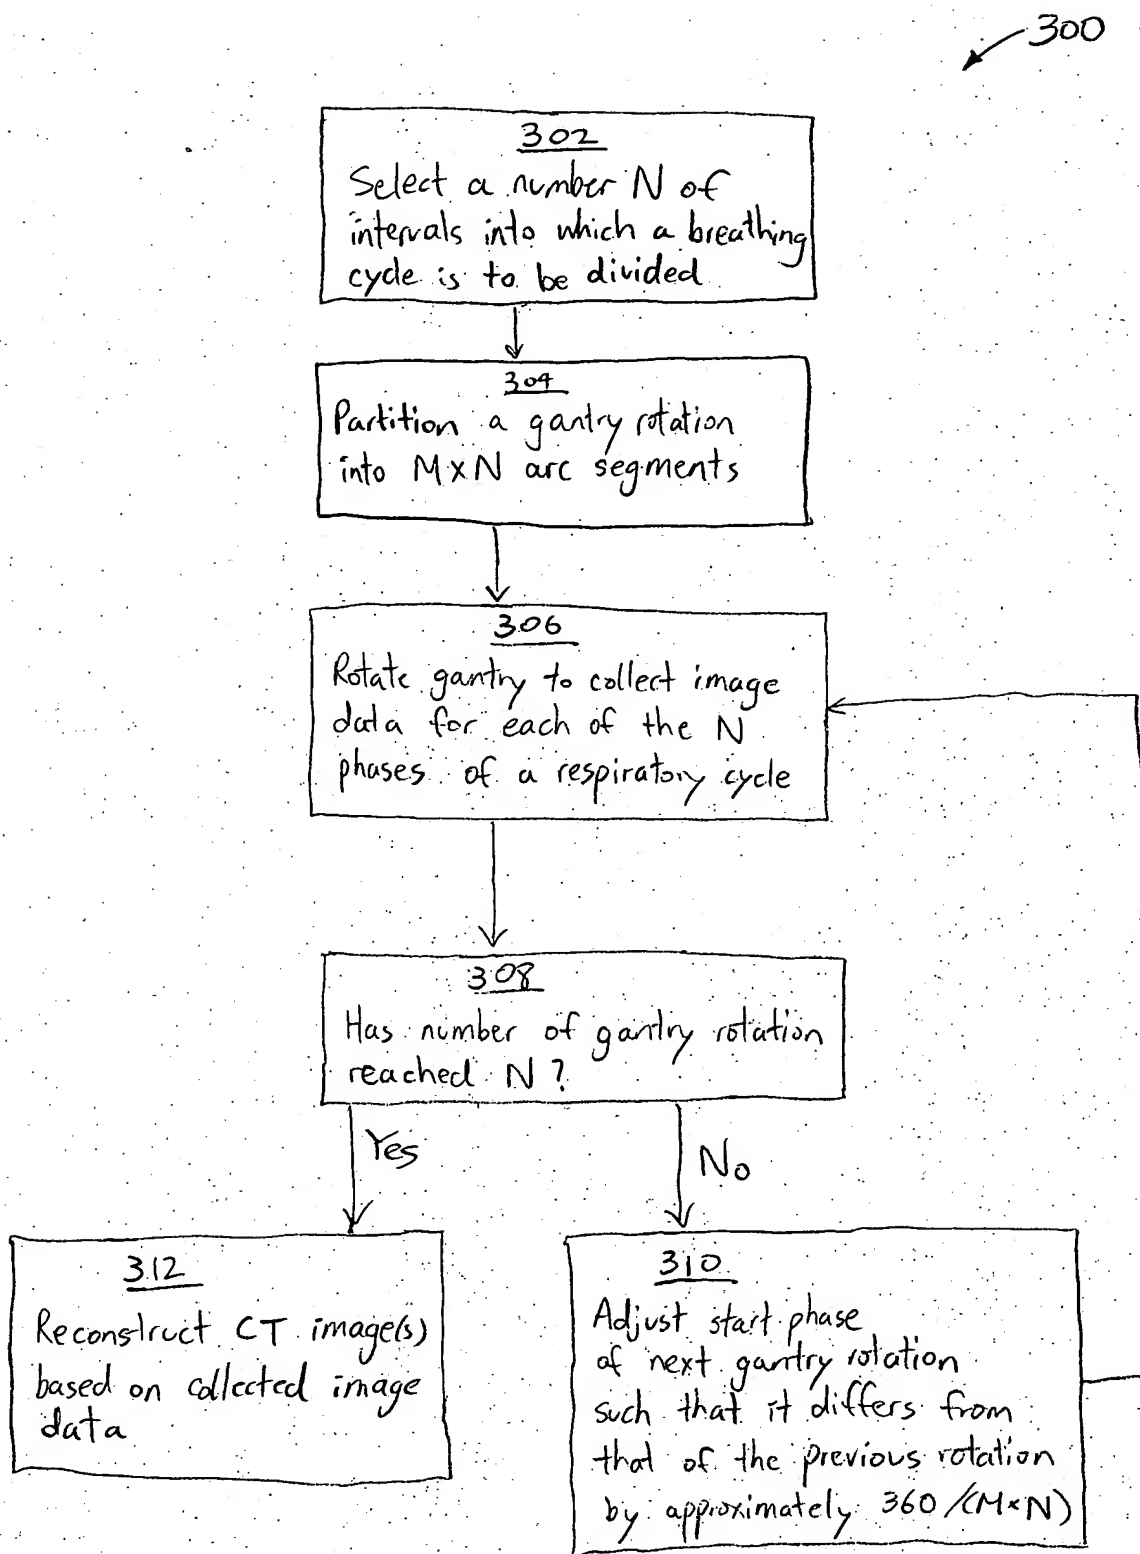 300
302
Select a number N of
intervals into which a breathing
cycle is to be divided
304
Partition a gantry rotation
into M×N arc segments
306
Rotate gantry to collect image
data for each of the N
phases of a respiratory cycle
308
Has number of gantry rotation
reached N?
Yes
No
312
Reconstruct CT image(s)
based on collected image
data
310
Adjust start phase
of next gantry rotation
such that it differs from
that of the previous rotation
by approximately 360/(M×N)